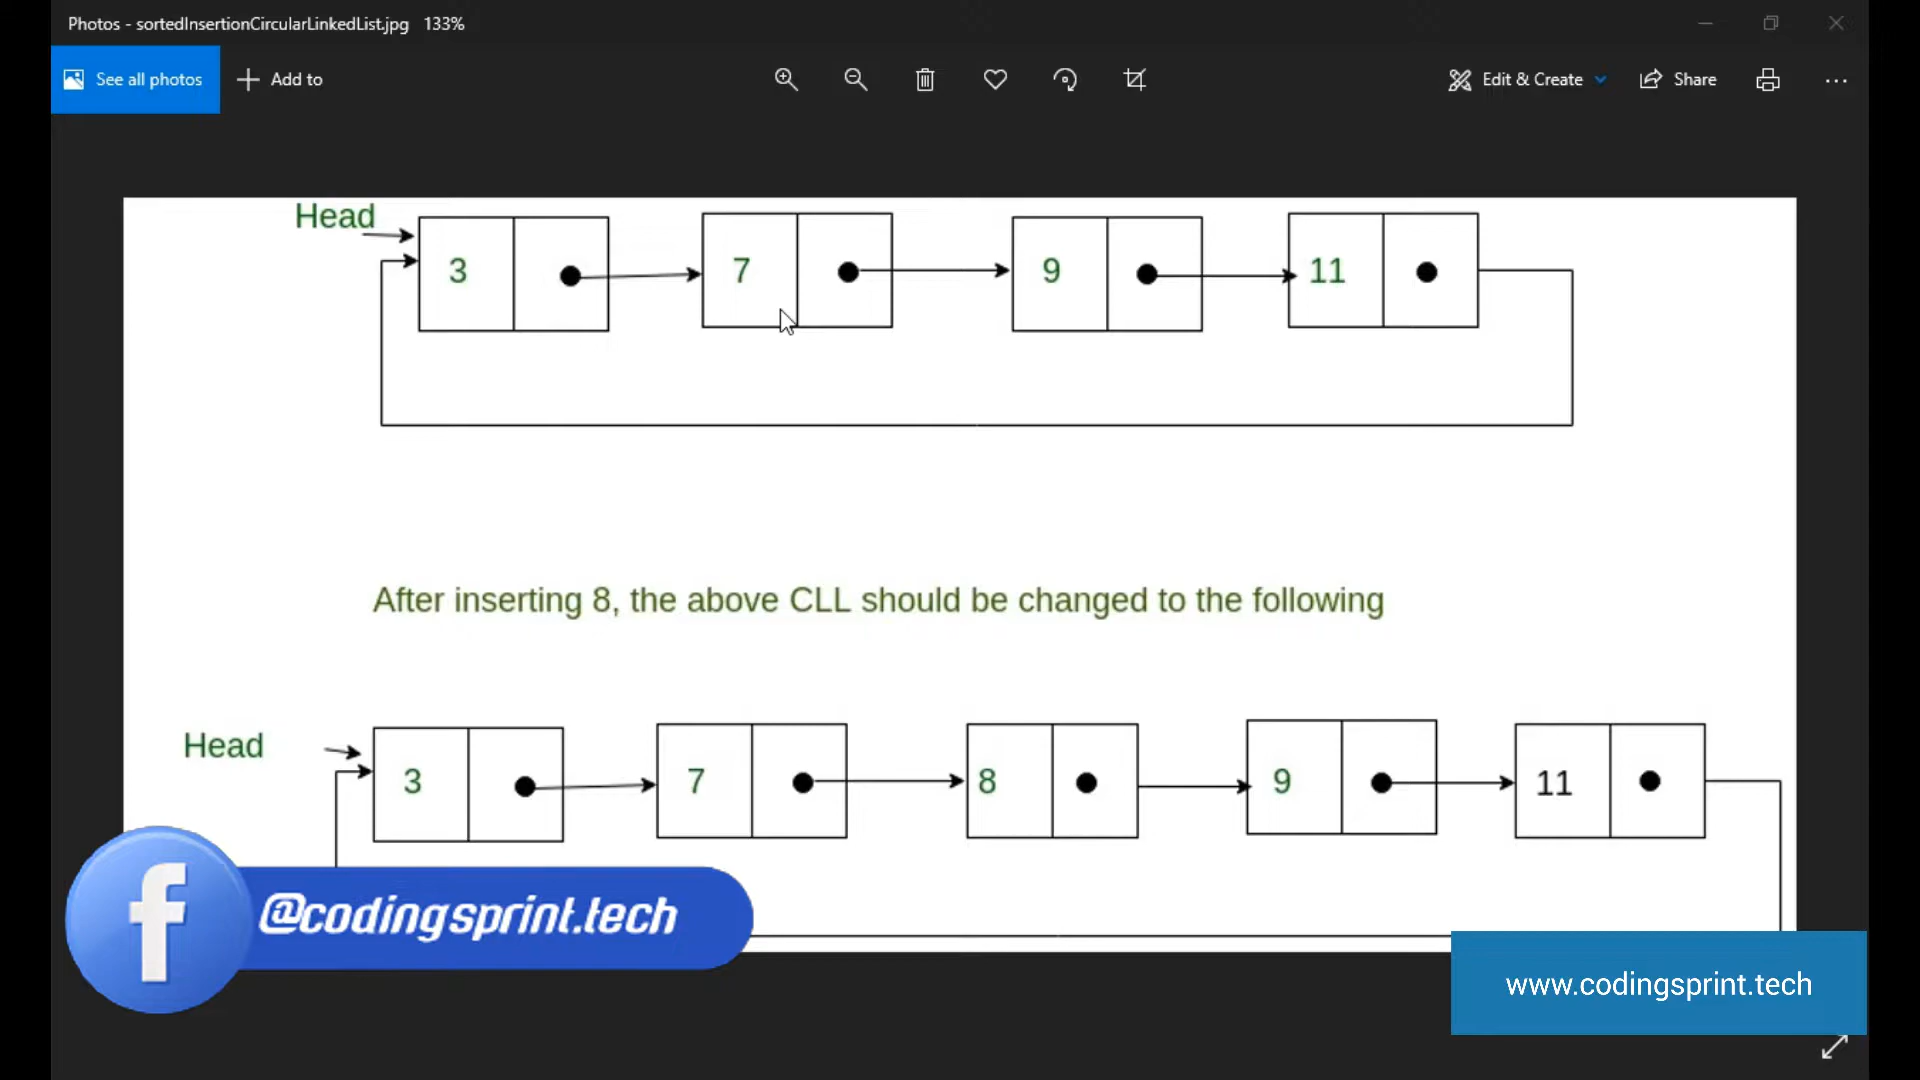 Photos - sortedInsertionCircularLinkedList.jpg 133%
See all photos
Add to
Edit & Create
Share
Head
3 7 9 11
After inserting 8, the above CLL should be changed to the following
Head
3 7 8 9 11
f @codingsprint.tech
www.codingsprint.tech